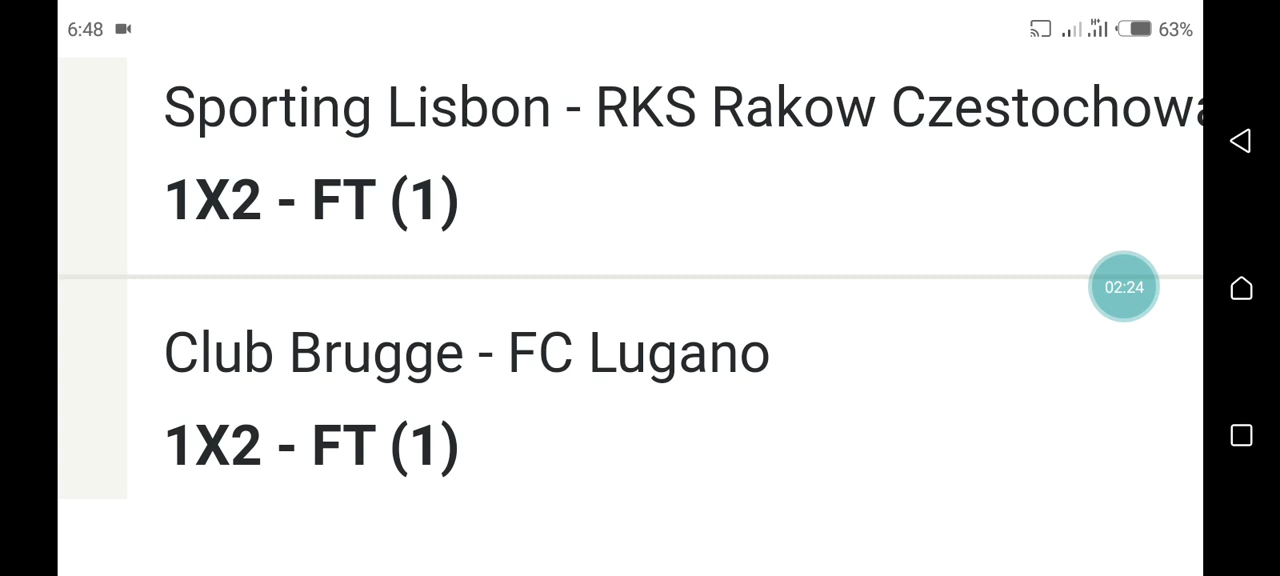 6:48 H+ 63%
Sporting Lisbon - RKS Rakow Czestochowa
1X2 - FT (1)
02:24
Club Brugge - FC Lugano
1X2 - FT (1)